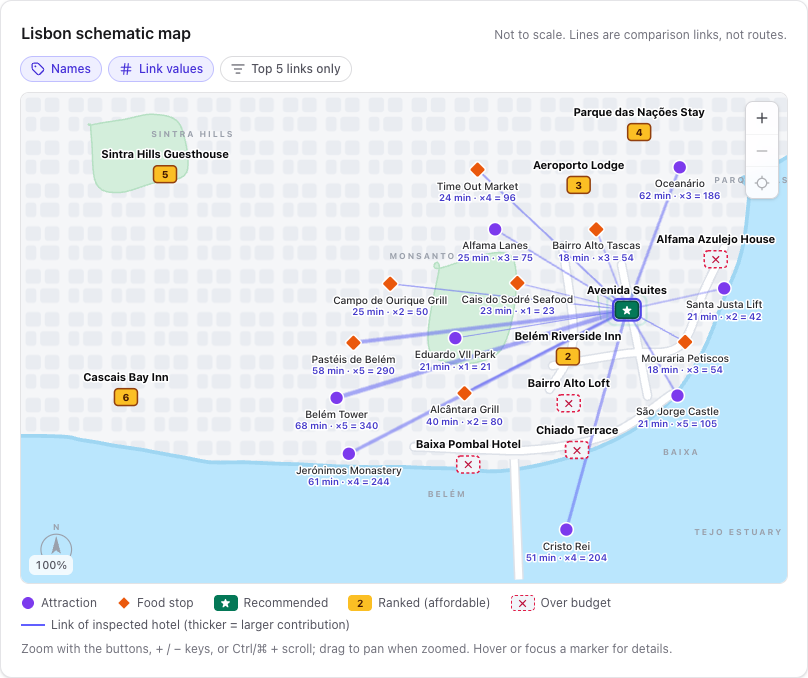 Lisbon schematic map
Not to scale. Lines are comparison links, not routes.
Names
Link values
Top 5 links only
Parque das Nações Stay
4
SINTRA HILLS
Sintra Hills Guesthouse
5
Aeroporto Lodge
3
Time Out Market
24 min · ×4 = 96
Oceanário
62 min · ×3 = 186
+
−
Alfama Lanes
25 min · ×3 = 75
Bairro Alto Tascas
18 min · ×3 = 54
Alfama Azulejo House
MONSANTO
Avenida Suites
Campo de Ourique Grill
25 min · ×2 = 50
Cais do Sodré Seafood
23 min · ×1 = 23
Santa Justa Lift
21 min · ×2 = 42
Belém Riverside Inn
2
Pastéis de Belém
58 min · ×5 = 290
Eduardo VII Park
21 min · ×1 = 21
Mouraria Petiscos
18 min · ×3 = 54
Cascais Bay Inn
6
Bairro Alto Loft
Belém Tower
68 min · ×5 = 340
Alcântara Grill
40 min · ×2 = 80
São Jorge Castle
21 min · ×5 = 105
Chiado Terrace
Baixa Pombal Hotel
BAIXA
Jerónimos Monastery
61 min · ×4 = 244
BELÉM
N
100%
TEJO ESTUARY
Cristo Rei
51 min · ×4 = 204
Attraction
Food stop
Recommended
2
Ranked (affordable)
Over budget
Link of inspected hotel (thicker = larger contribution)
Zoom with the buttons, + / − keys, or Ctrl/⌘ + scroll; drag to pan when zoomed. Hover or focus a marker for details.